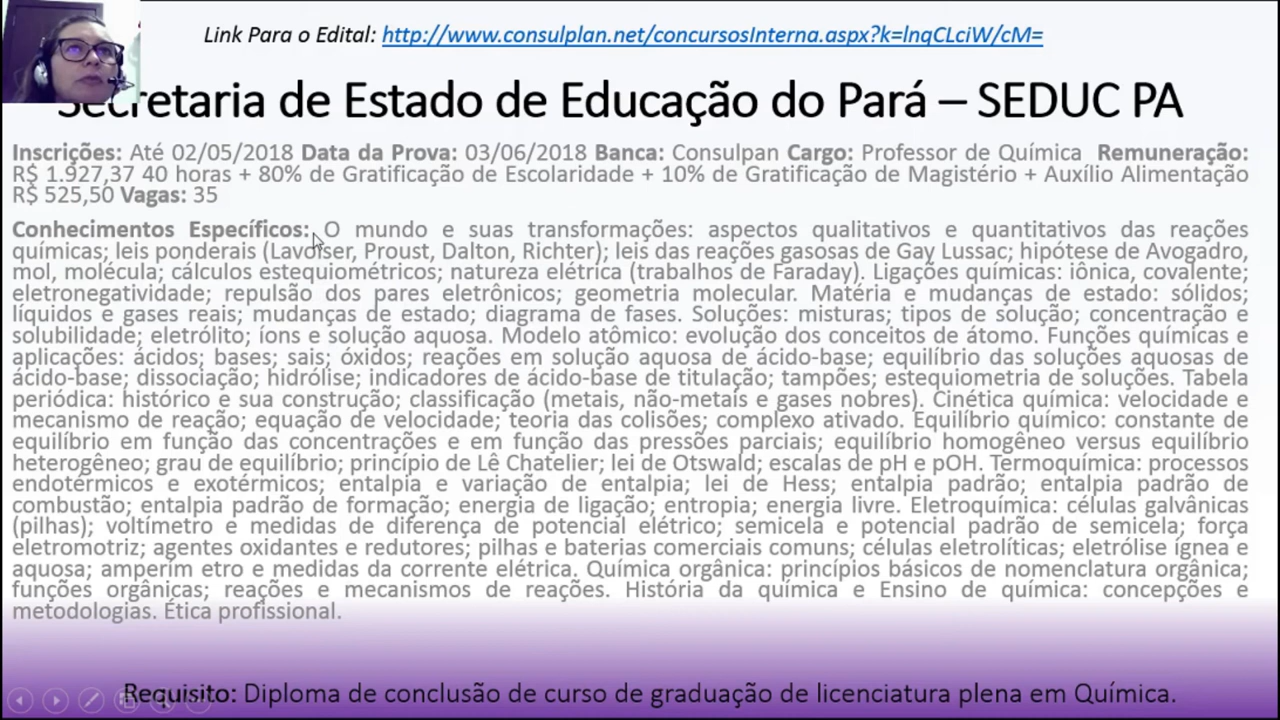 Link Para o Edital: http://www.consulplan.net/concursosInterna.aspx?k=lnqCLciW/cM=
Secretaria de Estado de Educação do Pará – SEDUC PA
Inscrições: Até 02/05/2018 Data da Prova: 03/06/2018 Banca: Consulpan Cargo: Professor de Química Remuneração:
R$ 1.927,37 40 horas + 80% de Gratificação de Escolaridade + 10% de Gratificação de Magistério + Auxílio Alimentação
R$ 525,50 Vagas: 35
Conhecimentos Específicos: O mundo e suas transformações: aspectos qualitativos e quantitativos das reações
químicas; leis ponderais (Lavoiser, Proust, Dalton, Richter); leis das reações gasosas de Gay Lussac; hipótese de Avogadro,
mol, molécula; cálculos estequiométricos; natureza elétrica (trabalhos de Faraday). Ligações químicas: iônica, covalente;
eletronegatividade; repulsão dos pares eletrônicos; geometria molecular. Matéria e mudanças de estado: sólidos;
líquidos e gases reais; mudanças de estado; diagrama de fases. Soluções: misturas; tipos de solução; concentração e
solubilidade; eletrólito; íons e solução aquosa. Modelo atômico: evolução dos conceitos de átomo. Funções químicas e
aplicações: ácidos; bases; sais; óxidos; reações em solução aquosa de ácido-base; equilíbrio das soluções aquosas de
ácido-base; dissociação; hidrólise; indicadores de ácido-base de titulação; tampões; estequiometria de soluções. Tabela
periódica: histórico e sua construção; classificação (metais, não-metais e gases nobres). Cinética química: velocidade e
mecanismo de reação; equação de velocidade; teoria das colisões; complexo ativado. Equilíbrio químico: constante de
equilíbrio em função das concentrações e em função das pressões parciais; equilíbrio homogêneo versus equilíbrio
heterogêneo; grau de equilíbrio; princípio de Lê Chatelier; lei de Otswald; escalas de pH e pOH. Termoquímica: processos
endotérmicos e exotérmicos; entalpia e variação de entalpia; lei de Hess; entalpia padrão; entalpia padrão de
combustão; entalpia padrão de formação; energia de ligação; entropia; energia livre. Eletroquímica: células galvânicas
(pilhas); voltímetro e medidas de diferença de potencial elétrico; semicela e potencial padrão de semicela; força
eletromotriz; agentes oxidantes e redutores; pilhas e baterias comerciais comuns; células eletrolíticas; eletrólise ígnea e
aquosa; amperím etro e medidas da corrente elétrica. Química orgânica: princípios básicos de nomenclatura orgânica;
funções orgânicas; reações e mecanismos de reações. História da química e Ensino de química: concepções e
metodologias. Ética profissional.
Requisito: Diploma de conclusão de curso de graduação de licenciatura plena em Química.